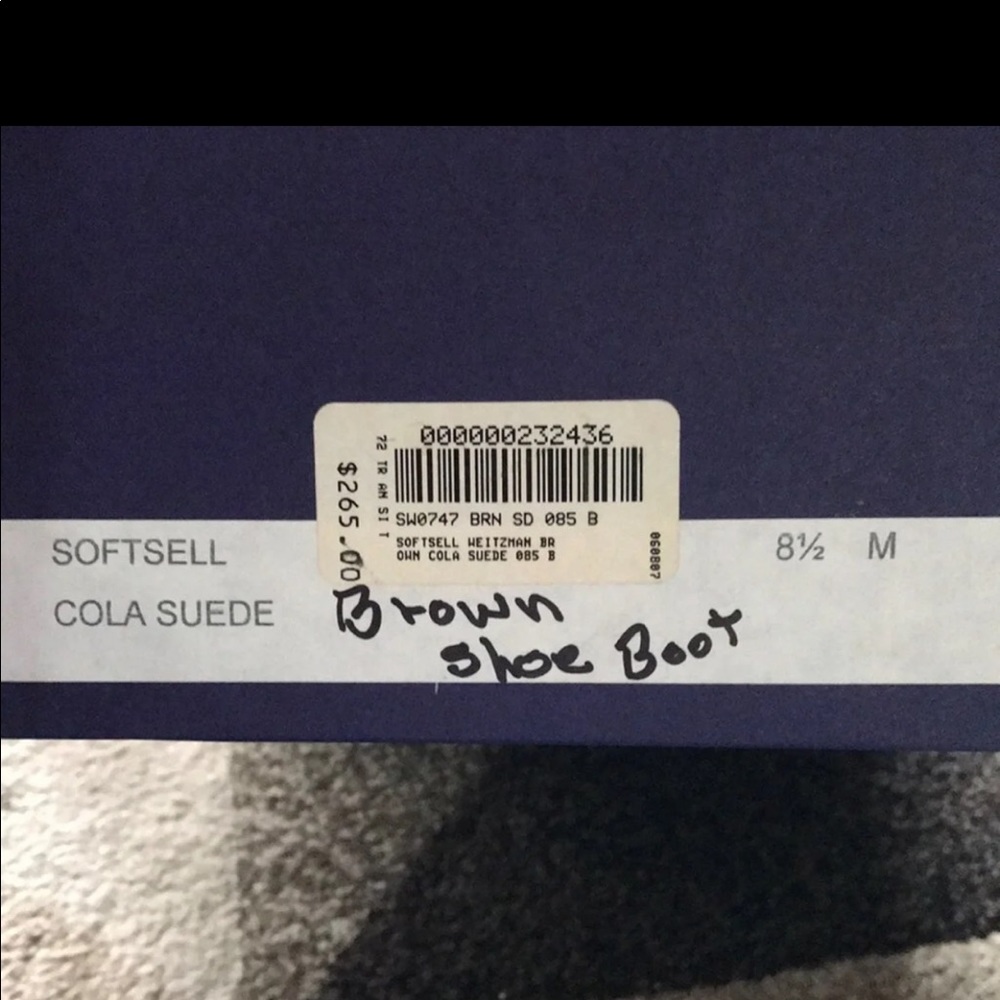 000000232436
72 TR AN SI T
$265.00
SW0747 BRN SD 085 B
SOFTSELL WEITZMAN BR
OWN COLA SUEDE 085 B
060807
SOFTSELL
8½ M
COLA SUEDE
Brown
shoe Boot